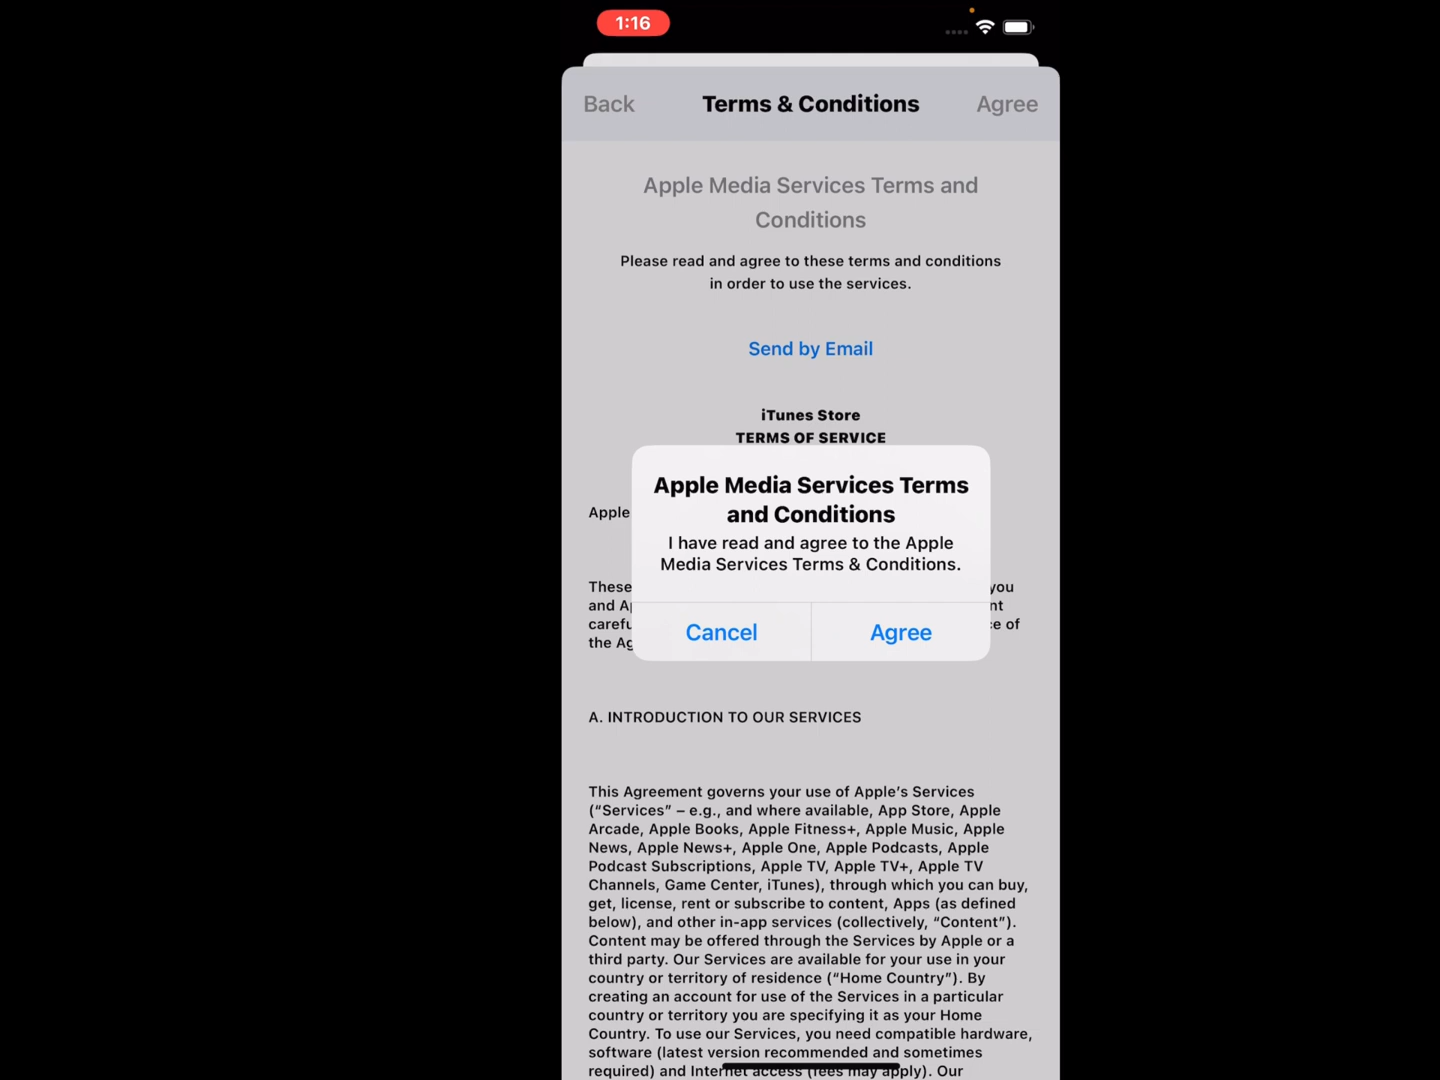 1:16
Back Terms & Conditions Agree
Apple Media Services Terms and
Conditions
Please read and agree to these terms and conditions
in order to use the services.
Send by Email
iTunes Store
TERMS OF SERVICE
Apple Media Services Terms
and Conditions
I have read and agree to the Apple
Media Services Terms & Conditions.
Cancel Agree
Apple
These you
and A nt
caref e of
the Ag
A. INTRODUCTION TO OUR SERVICES
This Agreement governs your use of Apple’s Services
(“Services” – e.g., and where available, App Store, Apple
Arcade, Apple Books, Apple Fitness+, Apple Music, Apple
News, Apple News+, Apple One, Apple Podcasts, Apple
Podcast Subscriptions, Apple TV, Apple TV+, Apple TV
Channels, Game Center, iTunes), through which you can buy,
get, license, rent or subscribe to content, Apps (as defined
below), and other in-app services (collectively, “Content”).
Content may be offered through the Services by Apple or a
third party. Our Services are available for your use in your
country or territory of residence (“Home Country”). By
creating an account for use of the Services in a particular
country or territory you are specifying it as your Home
Country. To use our Services, you need compatible hardware,
software (latest version recommended and sometimes
required) and Internet access (fees may apply). Our